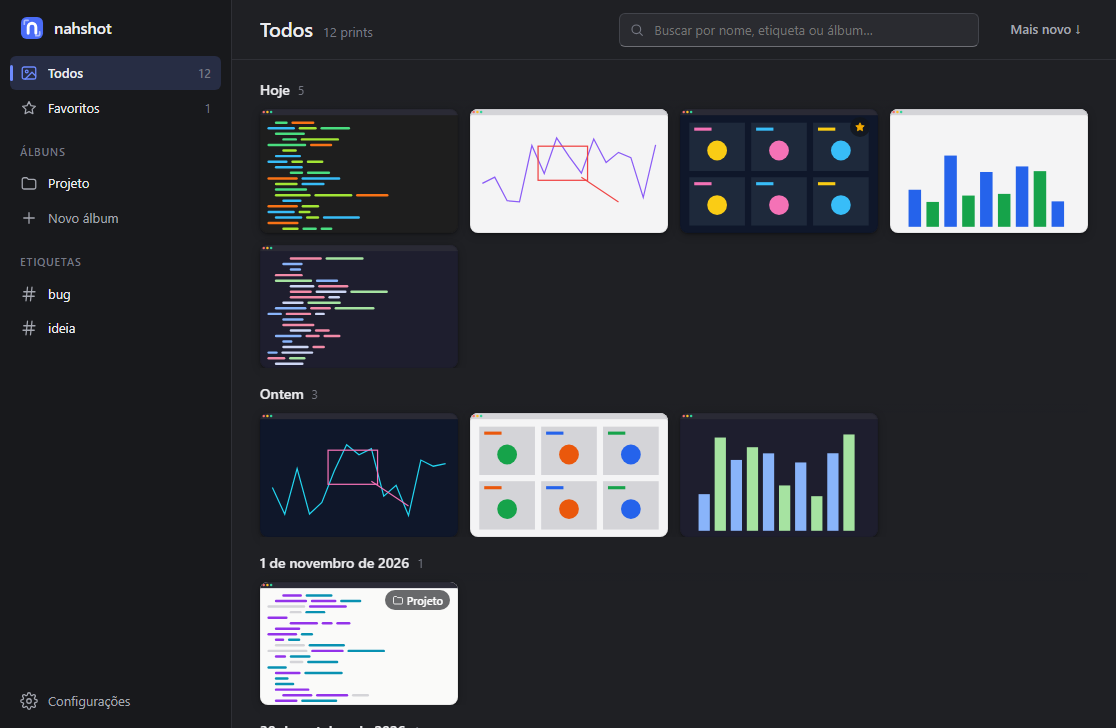 nahshot
Todos 12
Favoritos 1
ÁLBUNS
Projeto
Novo álbum
ETIQUETAS
bug
ideia
Configurações
Todos 12 prints
Buscar por nome, etiqueta ou álbum...
Mais novo ↓
Hoje 5
Ontem 3
1 de novembro de 2026 1
Projeto